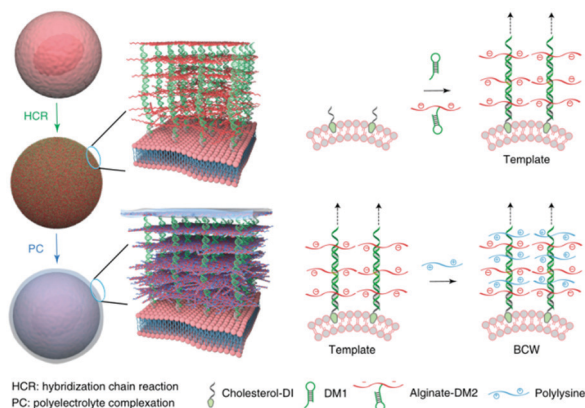 HCR
PC
Template
Template
BCW
HCR: hybridization chain reaction
PC: polyelectrolyte complexation
Cholesterol-DI
DM1
Alginate-DM2
Polylysine